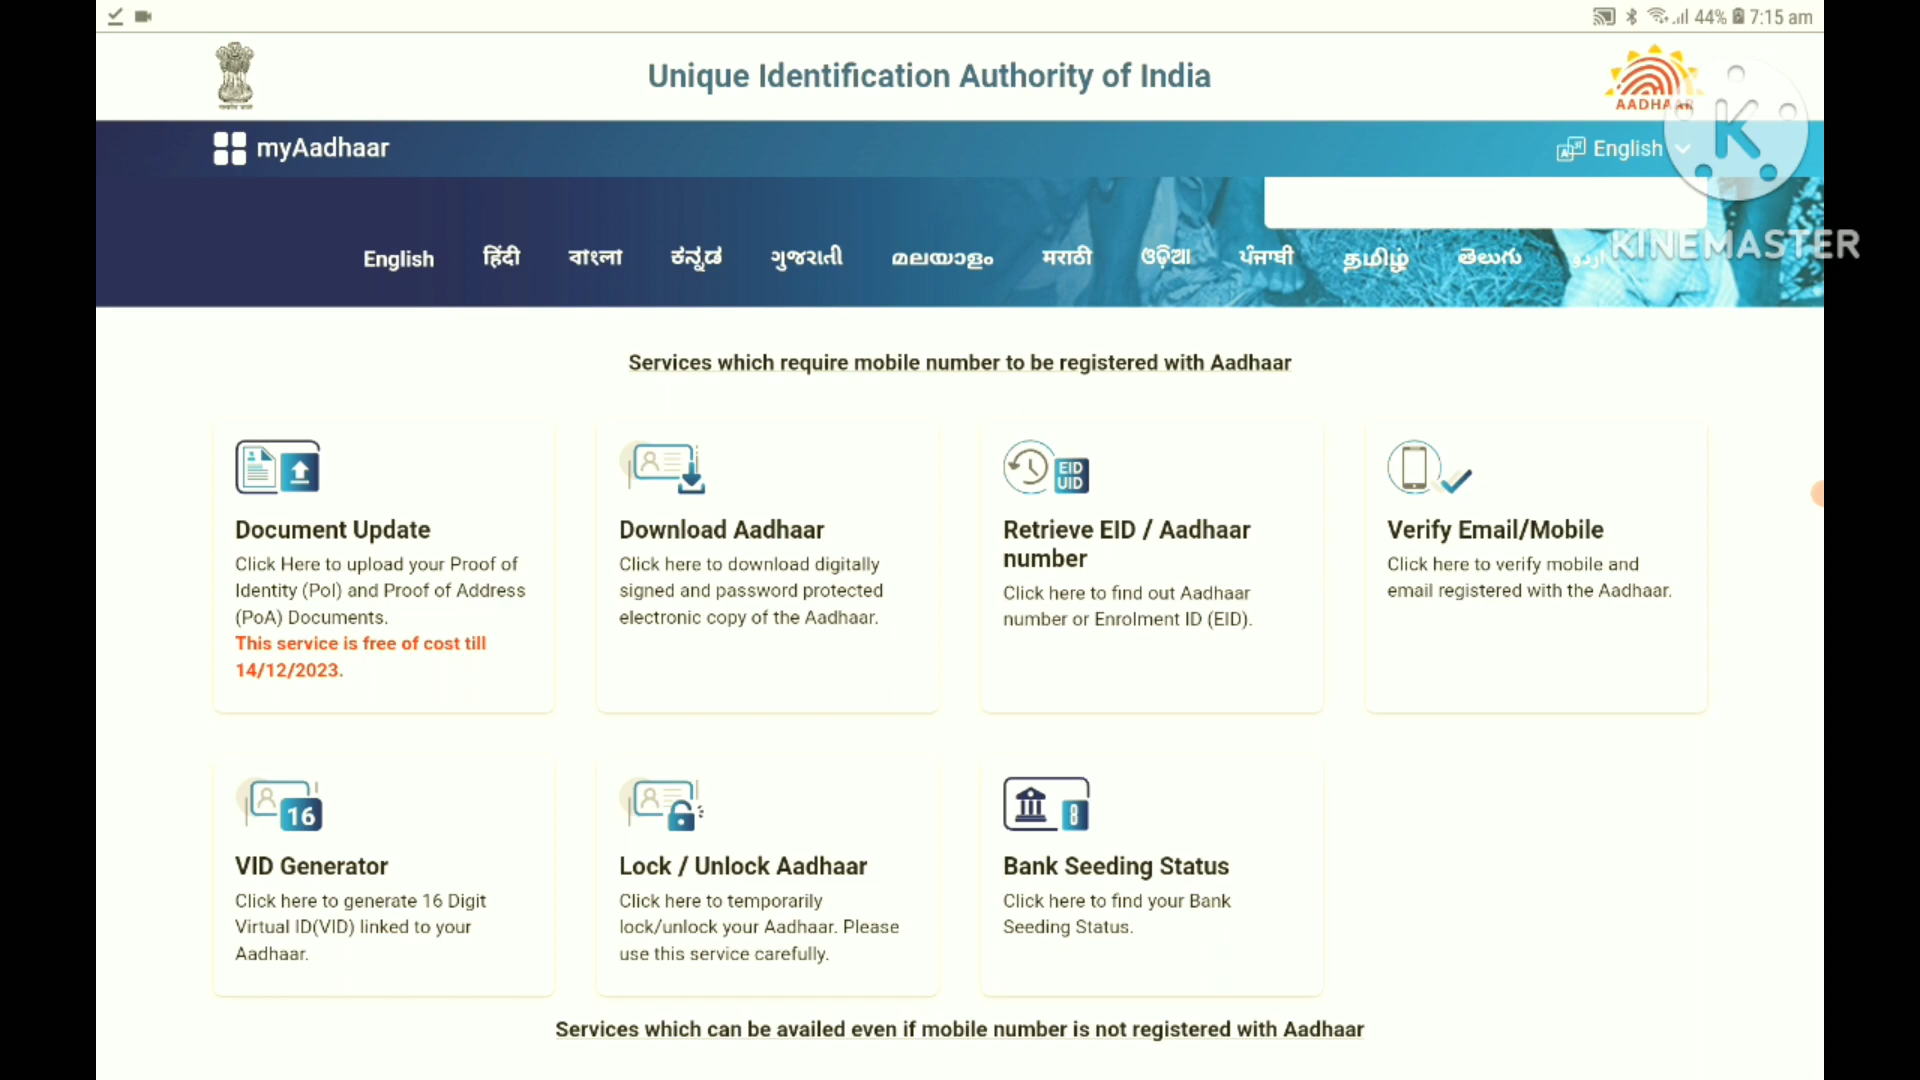 44% 7:15 am
Unique Identification Authority of India
AADHAAR
myAadhaar
English
K
KINEMASTER
English हिंदी বাংলা ಕನ್ನಡ ગુજરાતી മലയാളം मराठी ଓଡ଼ିଆ ਪੰਜਾਬੀ தமிழ் తెలుగు اردو
Services which require mobile number to be registered with Aadhaar
Document Update
Click Here to upload your Proof of
Identity (PoI) and Proof of Address
(PoA) Documents.
This service is free of cost till
14/12/2023.
Download Aadhaar
Click here to download digitally
signed and password protected
electronic copy of the Aadhaar.
EID
UID
Retrieve EID / Aadhaar
number
Click here to find out Aadhaar
number or Enrolment ID (EID).
Verify Email/Mobile
Click here to verify mobile and
email registered with the Aadhaar.
16
VID Generator
Click here to generate 16 Digit
Virtual ID(VID) linked to your
Aadhaar.
Lock / Unlock Aadhaar
Click here to temporarily
lock/unlock your Aadhaar. Please
use this service carefully.
Bank Seeding Status
Click here to find your Bank
Seeding Status.
Services which can be availed even if mobile number is not registered with Aadhaar